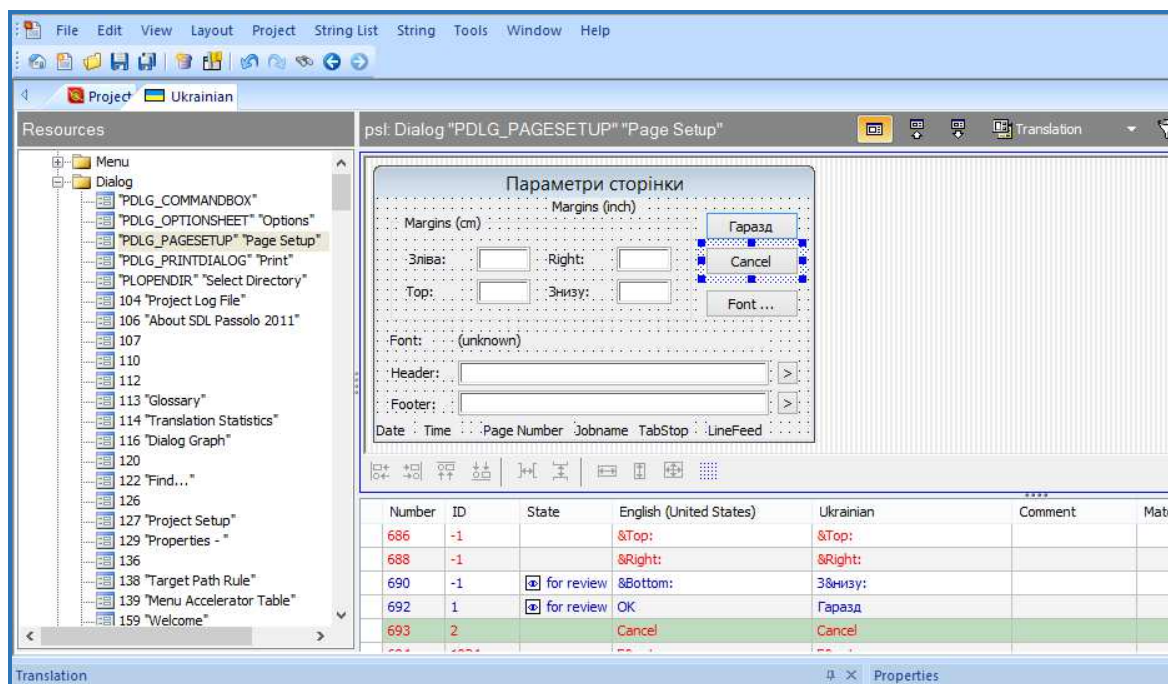 File Edit View Layout Project String List String Tools Window Help
Project Ukrainian
Resources
psl: Dialog "PDLG_PAGESETUP" "Page Setup"
Translation
Menu
Dialog
"PDLG_COMMANDBOX"
"PDLG_OPTIONSHEET" "Options"
"PDLG_PAGESETUP" "Page Setup"
"PDLG_PRINTDIALOG" "Print"
"PLOPENDIR" "Select Directory"
104 "Project Log File"
106 "About SDL Passolo 2011"
107
110
112
113 "Glossary"
114 "Translation Statistics"
116 "Dialog Graph"
120
122 "Find..."
126
127 "Project Setup"
129 "Properties - "
136
138 "Target Path Rule"
139 "Menu Accelerator Table"
159 "Welcome"
Параметри сторінки
Margins (inch)
Margins (cm)
Гаразд
Зліва: Right: Cancel
Top: Знизу: Font ...
Font: (unknown)
Header: >
Footer: >
Date Time Page Number Jobname TabStop LineFeed
Number ID State English (United States) Ukrainian Comment
686 -1 &Top: &Top:
688 -1 &Right: &Right:
690 -1 for review &Bottom: З&низу:
692 1 for review OK Гаразд
693 2 Cancel Cancel
Translation
Properties